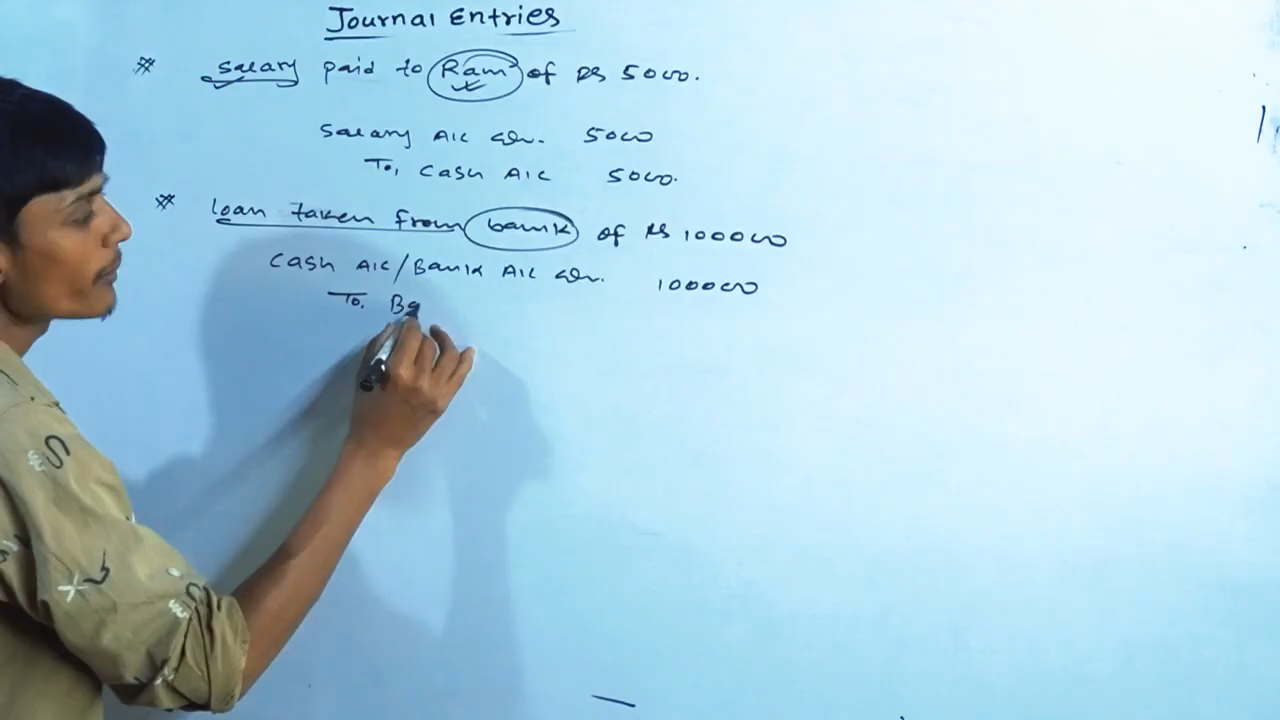 Journal Entries
* Salary paid to Ram of Rs 5000.
Salary A/c Dr. 5000
To, Cash A/c 5000.
* loan taken from bank of Rs 100000
Cash A/c / Bank A/c Dr. 100000
To. Ba